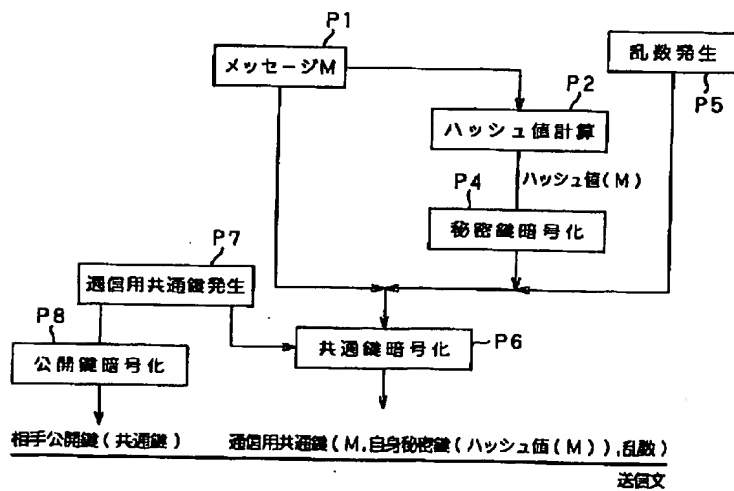 P1
メッセージM
乱数発生
P5
P2
ハッシュ値計算
ハッシュ値(M)
P4
秘密鍵暗号化
P7
通信用共通鍵発生
P8
公開鍵暗号化
共通鍵暗号化
P6
相手公開鍵(共通鍵)
通信用共通鍵(M,自身秘密鍵(ハッシュ値(M)),乱数)
送信文